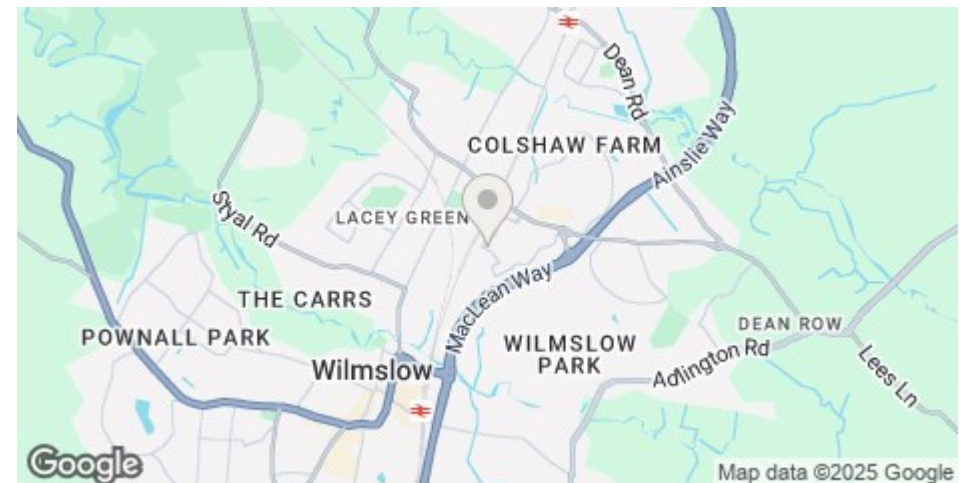 Dean Rd
COLSHAW FARM
Ainslie Way
LACEY GREEN
Styal Rd
MacLean Way
THE CARRS
DEAN ROW
POWNALL PARK
WILMSLOW
PARK
Wilmslow
Adlington Rd
Lees Ln
Google
Map data ©2025 Google